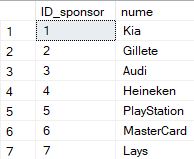 ID_sponsor nume
1 1 Kia
2 2 Gillete
3 3 Audi
4 4 Heineken
5 5 PlayStation
6 6 MasterCard
7 7 Lays